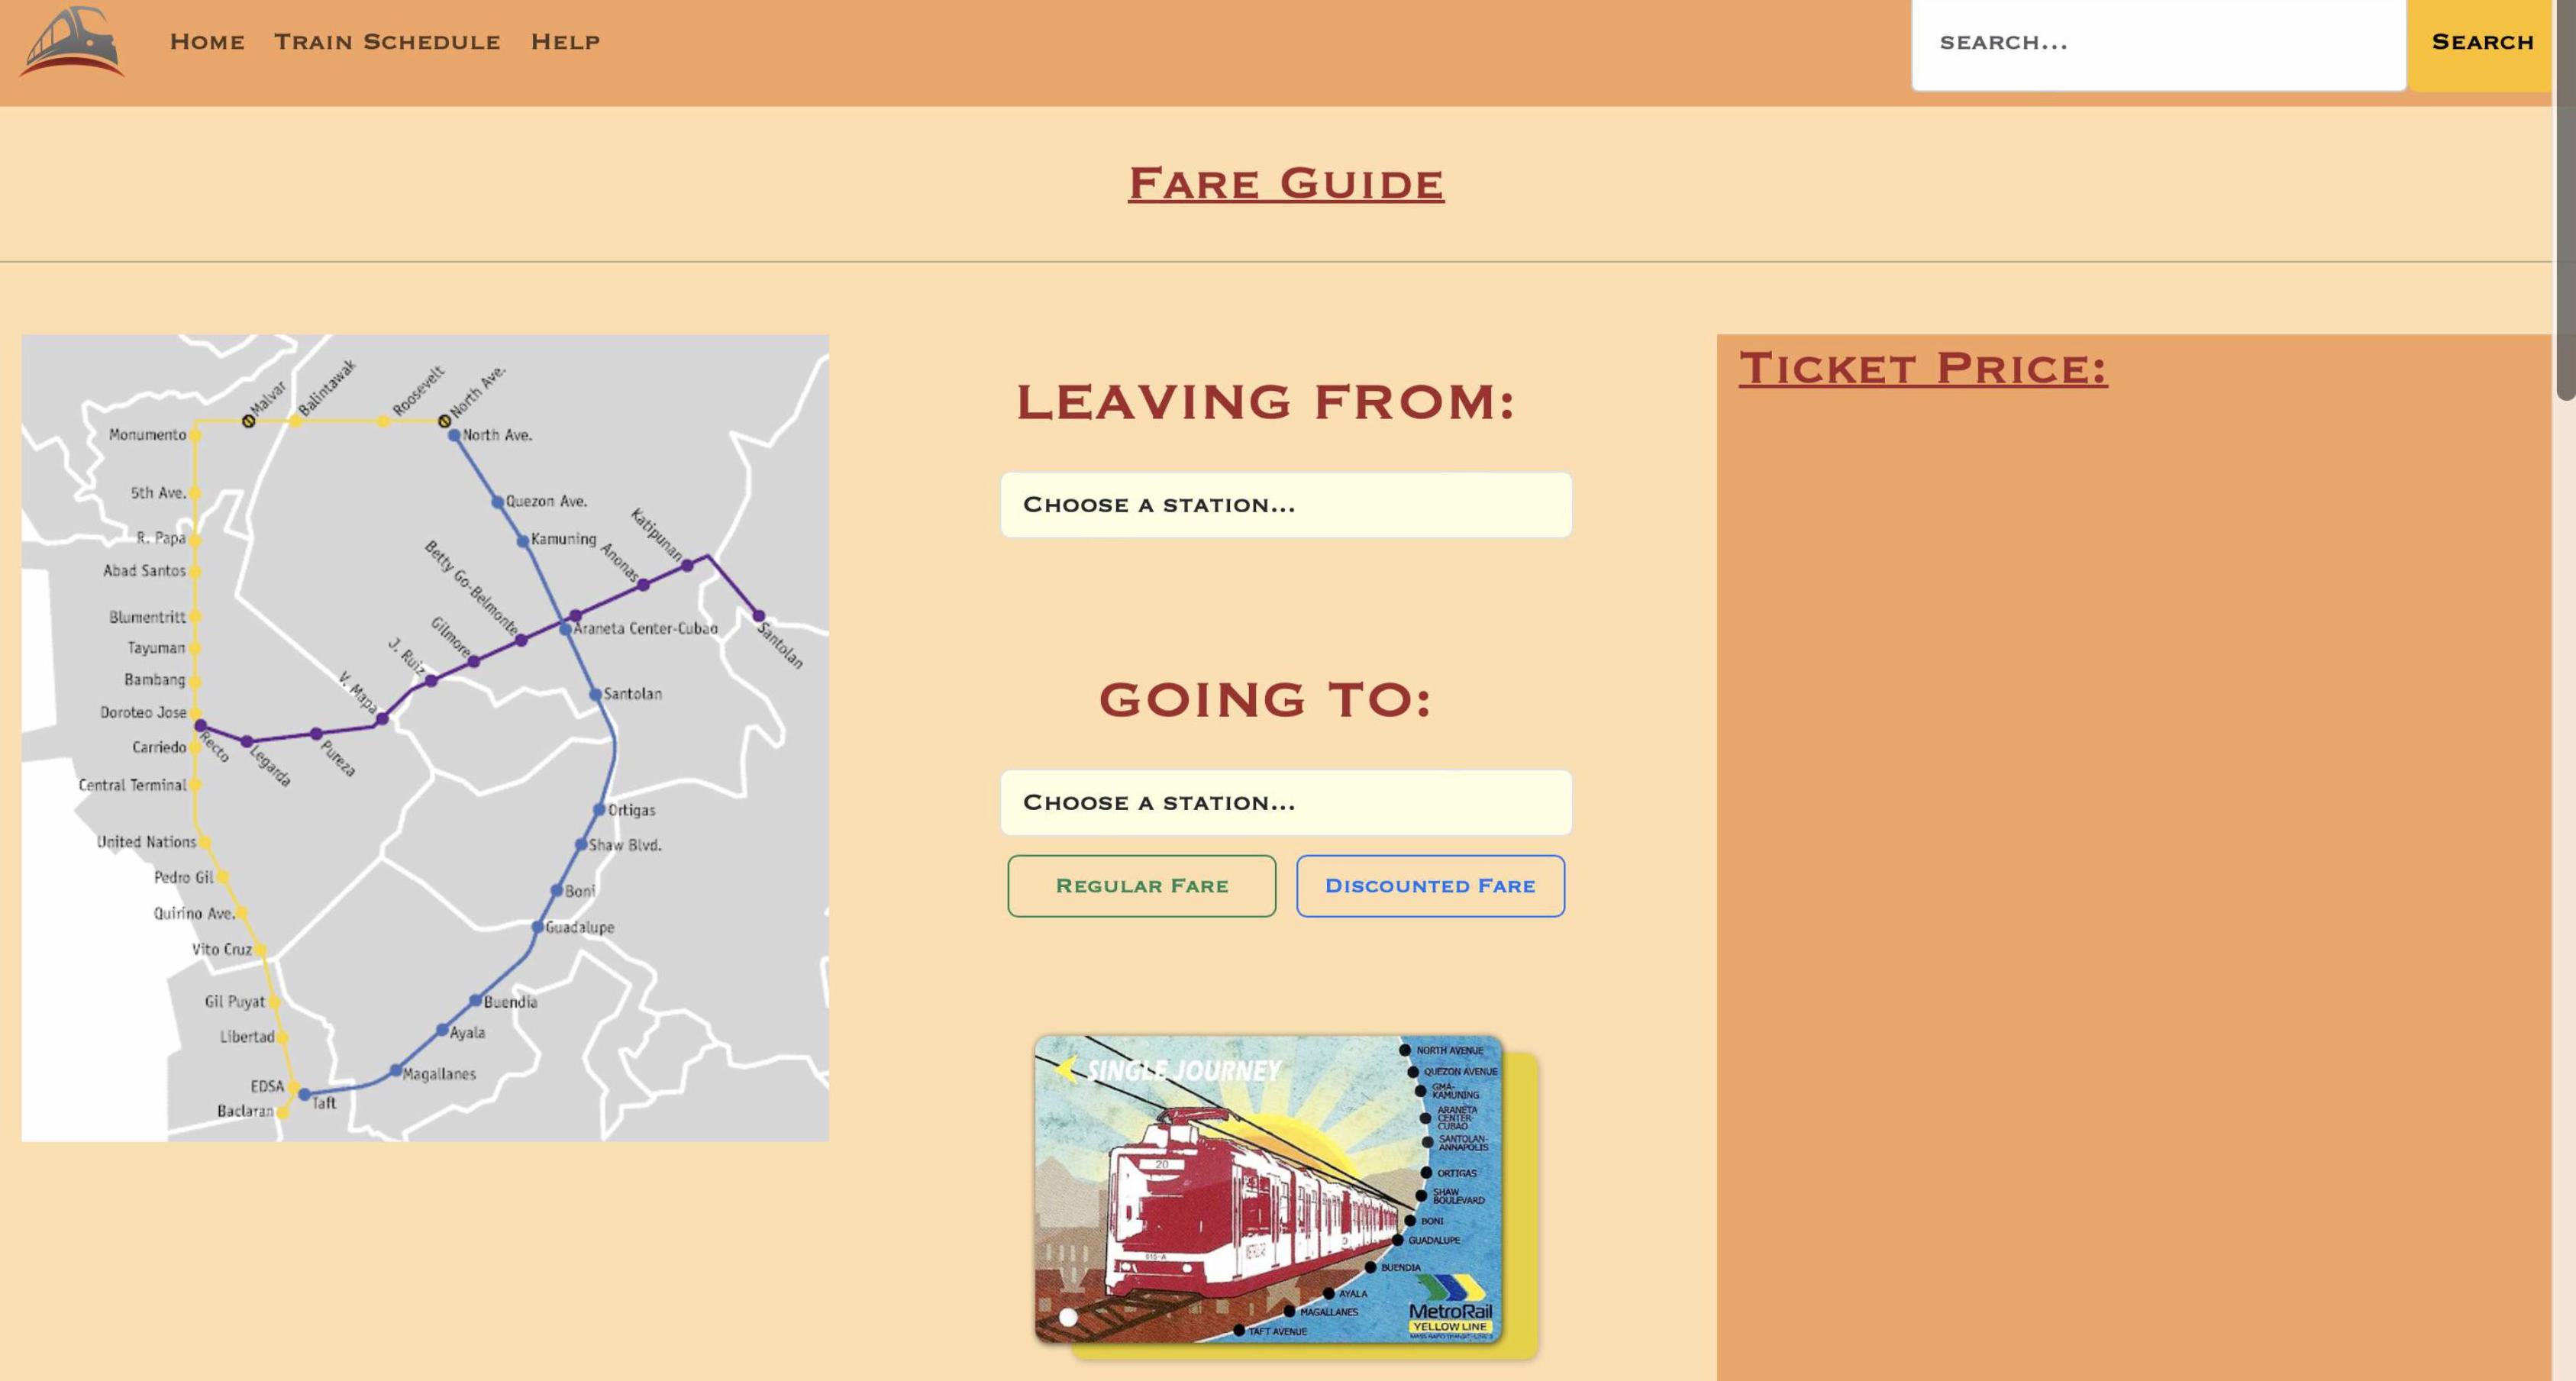 Home Train Schedule Help
SEARCH...
Search
Fare Guide
Malvar
Balintawak
Roosevelt
North Ave.
Monumento
5th Ave.
R. Papa
Abad Santos
Blumentritt
Tayuman
Bambang
Doroteo Jose
Carriedo
Central Terminal
United Nations
Pedro Gil
Quirino Ave.
Vito Cruz
Gil Puyat
Libertad
EDSA
Baclaran
Recto
Legarda
Pureza
V. Mapa
J. Ruiz
Gilmore
Betty Go-Belmonte
Anonas
Katipunan
Santolan
North Ave.
Quezon Ave.
Kamuning
Araneta Center-Cubao
Santolan
Ortigas
Shaw Blvd.
Boni
Guadalupe
Buendia
Ayala
Magallanes
Taft
LEAVING FROM:
Choose a station...
GOING TO:
Choose a station...
Regular Fare
Discounted Fare
SINGLE JOURNEY
20
NORTH AVENUE
QUEZON AVENUE
GMA-
KAMUNING
ARANETA
CENTER-
CUBAO
SANTOLAN-
ANNAPOLIS
ORTIGAS
SHAW
BOULEVARD
BONI
GUADALUPE
BUENDIA
AYALA
MAGALLANES
TAFT AVENUE
MetroRail
YELLOW LINE
Ticket Price: